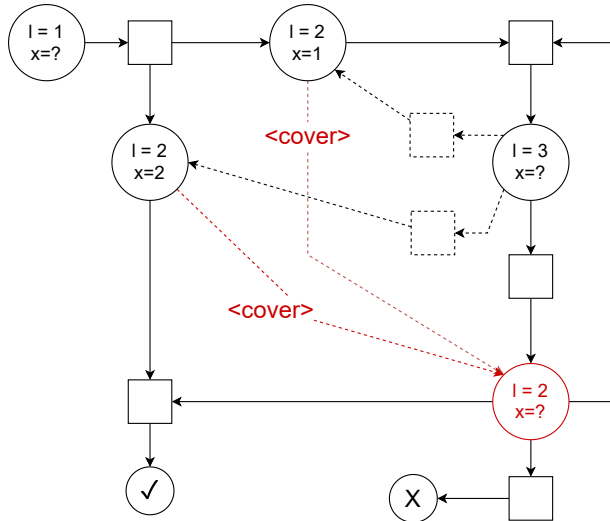 l = 1
x=?
l = 2
x=1
<cover>
l = 2
x=2
l = 3
x=?
<cover>
l = 2
x=?
✓
X